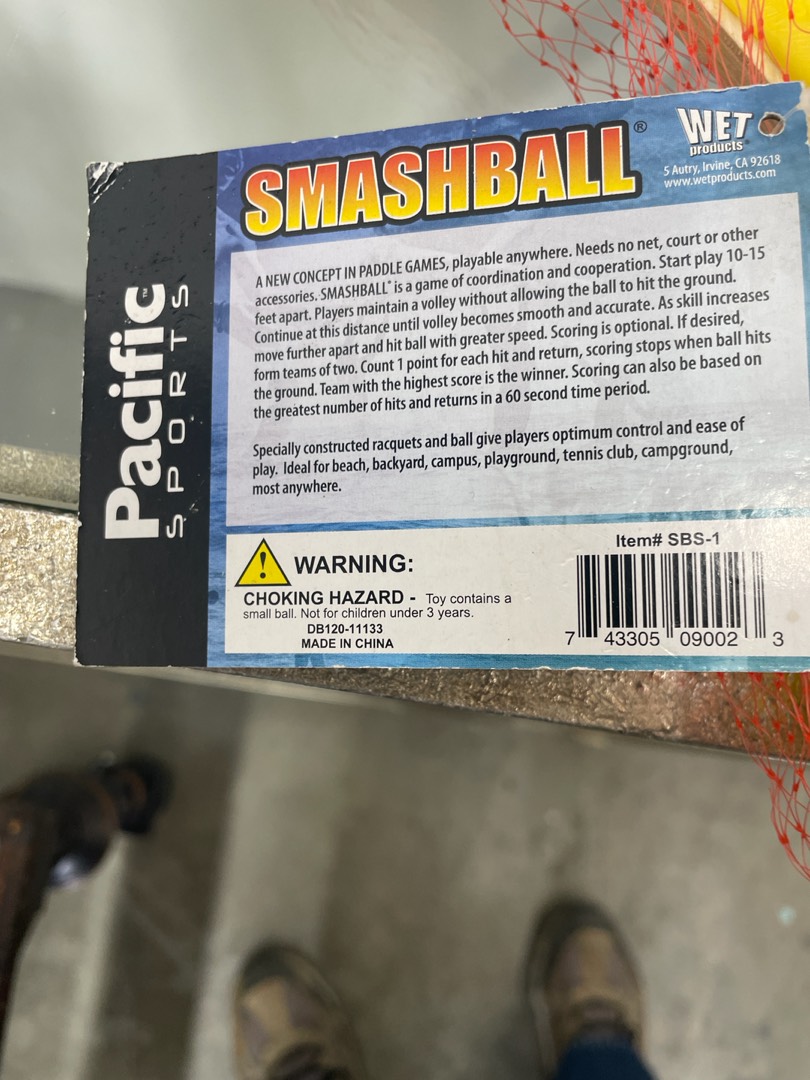 SMASHBALL®
WET
products
5 Autry, Irvine, CA 92618
www.wetproducts.com
Pacific™
SPORTS
A NEW CONCEPT IN PADDLE GAMES, playable anywhere. Needs no net, court or other
accessories. SMASHBALL® is a game of coordination and cooperation. Start play 10-15
feet apart. Players maintain a volley without allowing the ball to hit the ground.
Continue at this distance until volley becomes smooth and accurate. As skill increases
move further apart and hit ball with greater speed. Scoring is optional. If desired,
form teams of two. Count 1 point for each hit and return, scoring stops when ball hits
the ground. Team with the highest score is the winner. Scoring can also be based on
the greatest number of hits and returns in a 60 second time period.
Specially constructed racquets and ball give players optimum control and ease of
play. Ideal for beach, backyard, campus, playground, tennis club, campground,
most anywhere.
WARNING:
CHOKING HAZARD - Toy contains a
small ball. Not for children under 3 years.
DB120-11133
MADE IN CHINA
Item# SBS-1
7 43305 09002 3